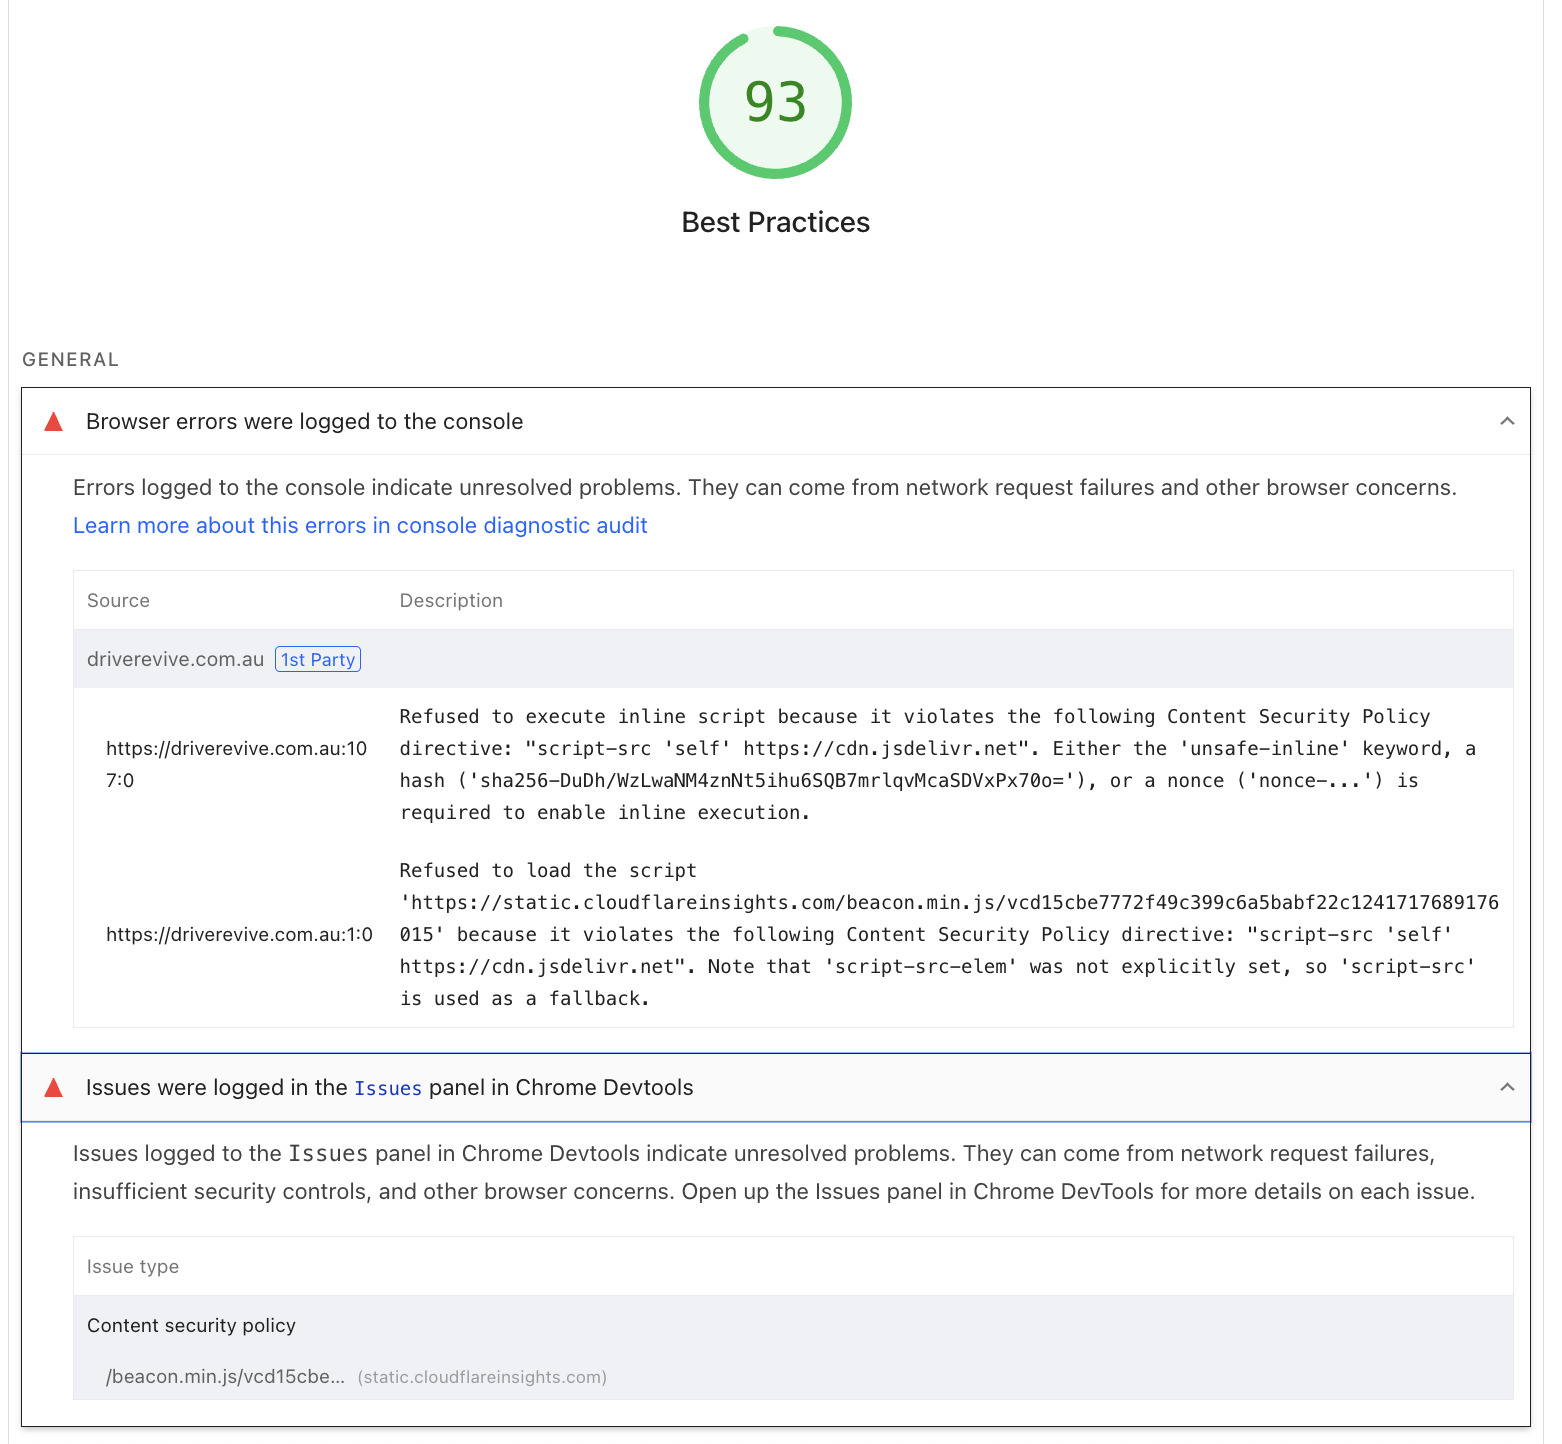 93
Best Practices
GENERAL
Browser errors were logged to the console
Errors logged to the console indicate unresolved problems. They can come from network request failures and other browser concerns.
Learn more about this errors in console diagnostic audit
Source Description
driverevive.com.au 1st Party
https://driverevive.com.au:10
7:0
Refused to execute inline script because it violates the following Content Security Policy
directive: "script-src 'self' https://cdn.jsdelivr.net". Either the 'unsafe-inline' keyword, a
hash ('sha256-DuDh/WzLwaNM4znNt5ihu6SQB7mrlqvMcaSDVxPx70o='), or a nonce ('nonce-...') is
required to enable inline execution.
https://driverevive.com.au:1:0
Refused to load the script
'https://static.cloudflareinsights.com/beacon.min.js/vcd15cbe7772f49c399c6a5babf22c1241717689176
015' because it violates the following Content Security Policy directive: "script-src 'self'
https://cdn.jsdelivr.net". Note that 'script-src-elem' was not explicitly set, so 'script-src'
is used as a fallback.
Issues were logged in the Issues panel in Chrome Devtools
Issues logged to the Issues panel in Chrome Devtools indicate unresolved problems. They can come from network request failures,
insufficient security controls, and other browser concerns. Open up the Issues panel in Chrome DevTools for more details on each issue.
Issue type
Content security policy
/beacon.min.js/vcd15cbe... (static.cloudflareinsights.com)